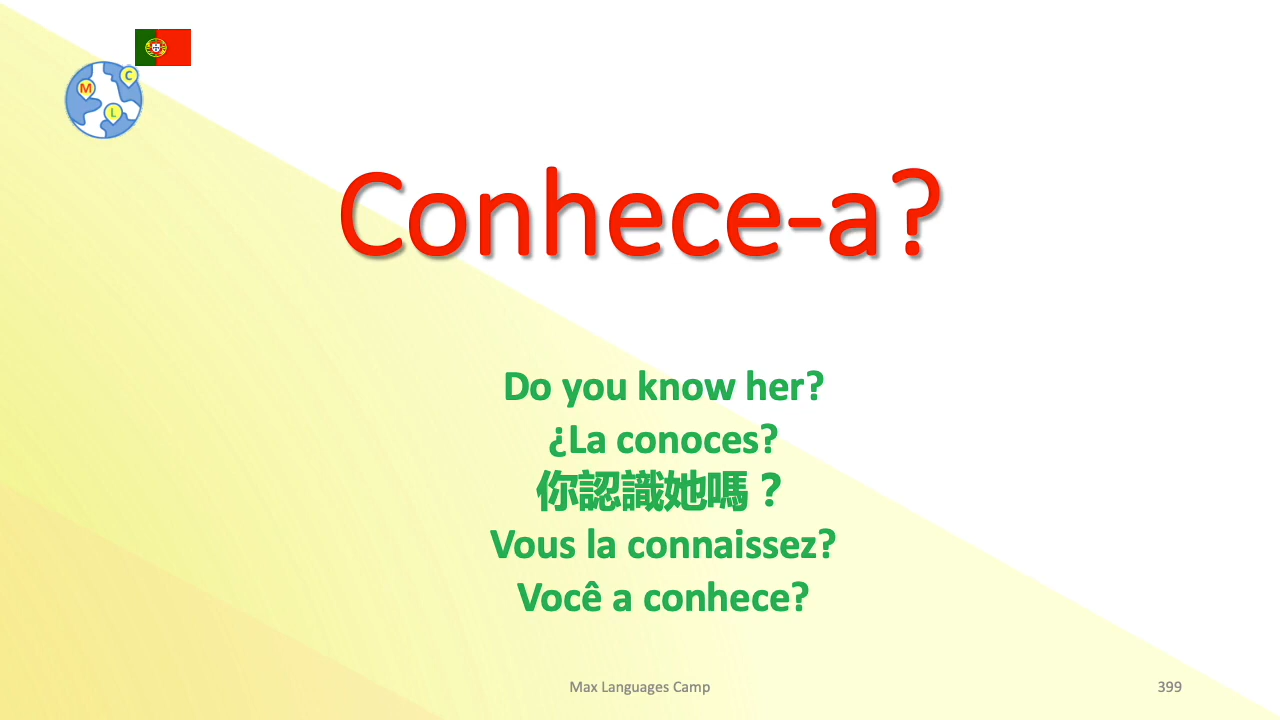 M
C
L
Conhece-a?
Do you know her?
¿La conoces?
你認識她嗎？
Vous la connaissez?
Você a conhece?
Max Languages Camp
399